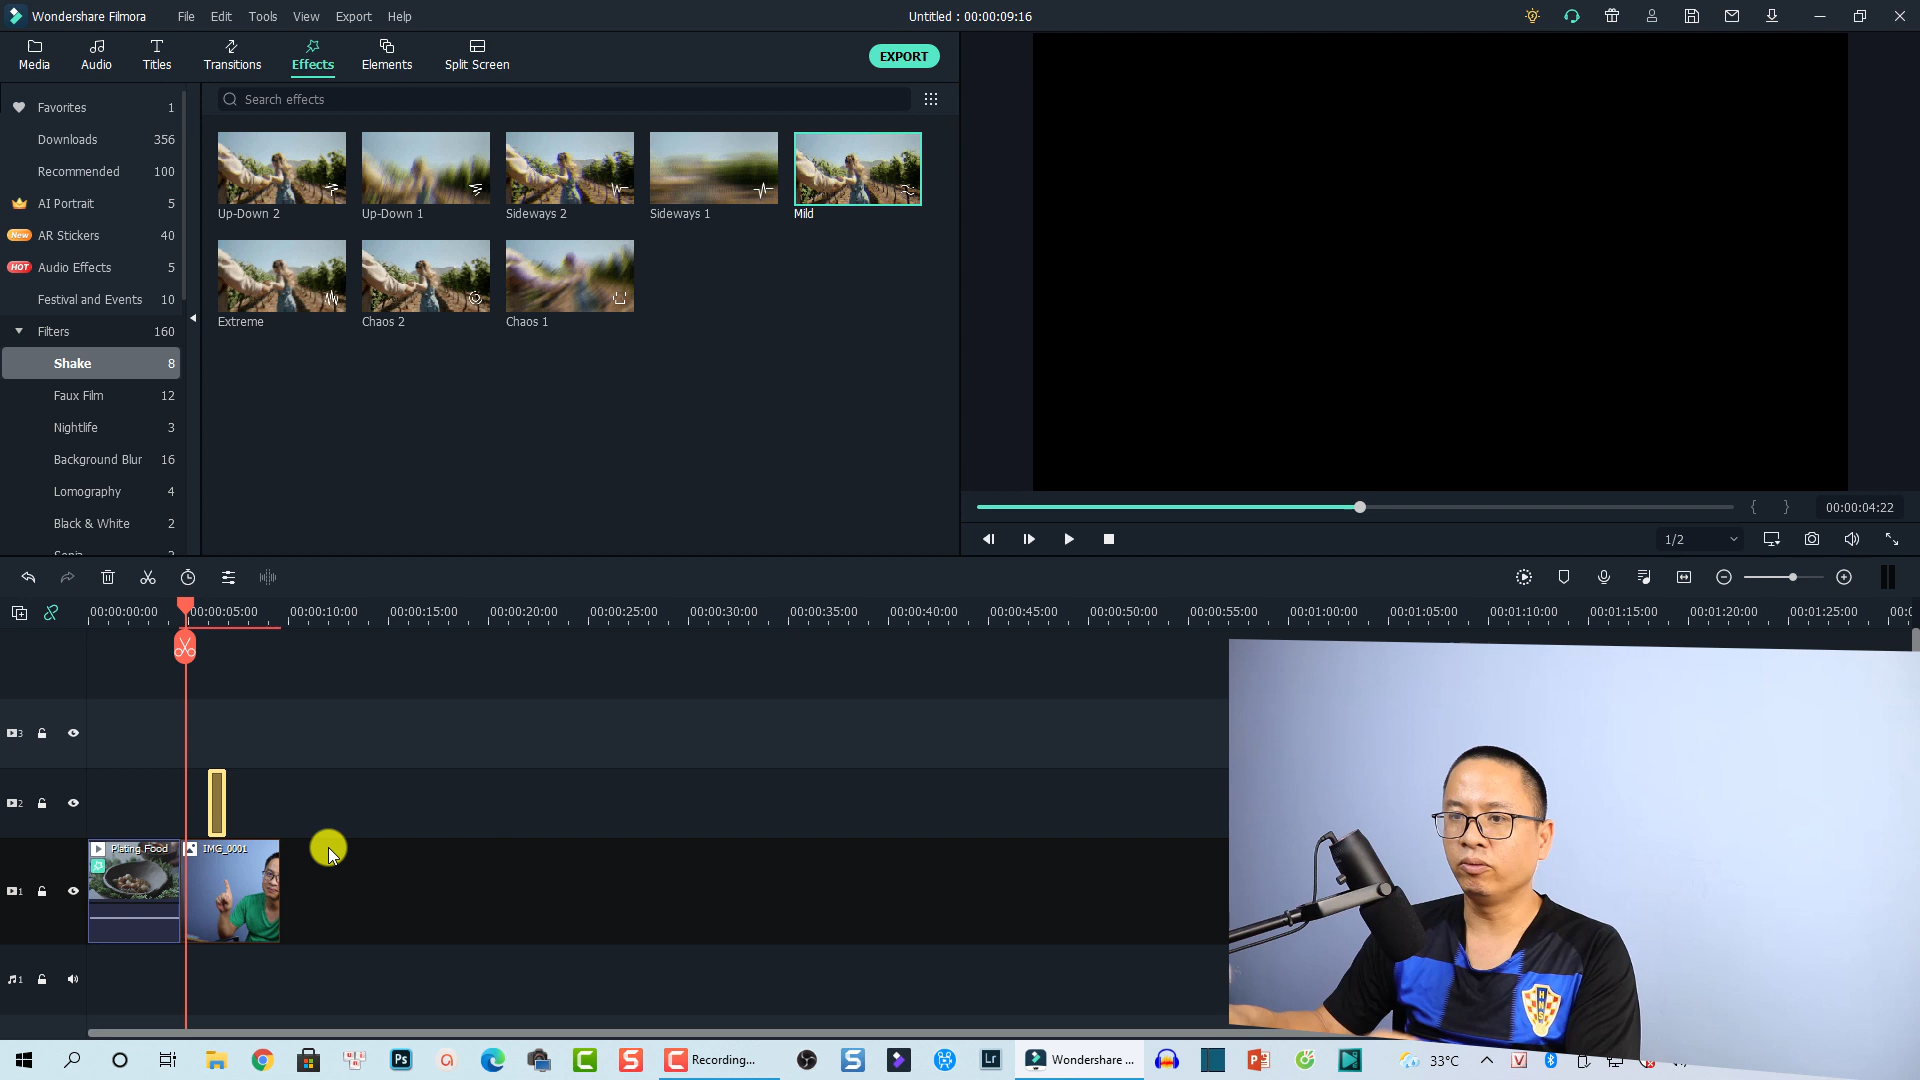 Wondershare Filmora
File Edit Tools View Export Help
Untitled : 00:00:09:16
Media Audio Titles Transitions Effects Elements Split Screen
EXPORT
Search effects
Favorites 1
Downloads 356
Recommended 100
AI Portrait 5
New AR Stickers 40
HOT Audio Effects 5
Festival and Events 10
Filters 160
Shake 8
Faux Film 12
Nightlife 3
Background Blur 16
Lomography 4
Black & White 2
Up-Down 2 Up-Down 1 Sideways 2 Sideways 1 Mild
Extreme Chaos 2 Chaos 1
{ } 00:00:04:22
1/2
00:00:00:00 00:00:05:00 00:00:10:00 00:00:15:00 00:00:20:00 00:00:25:00 00:00:30:00 00:00:35:00 00:00:40:00 00:00:45:00 00:00:50:00 00:00:55:00 00:01:00:00 00:01:05:00 00:01:10:00 00:01:15:00 00:01:20:00 00:01:25:00
3
2
1
Plating Food
IMG_0001
1
Ps
C
S
C Recording...
S
Lr
Wondershare ...
P
33°C
V